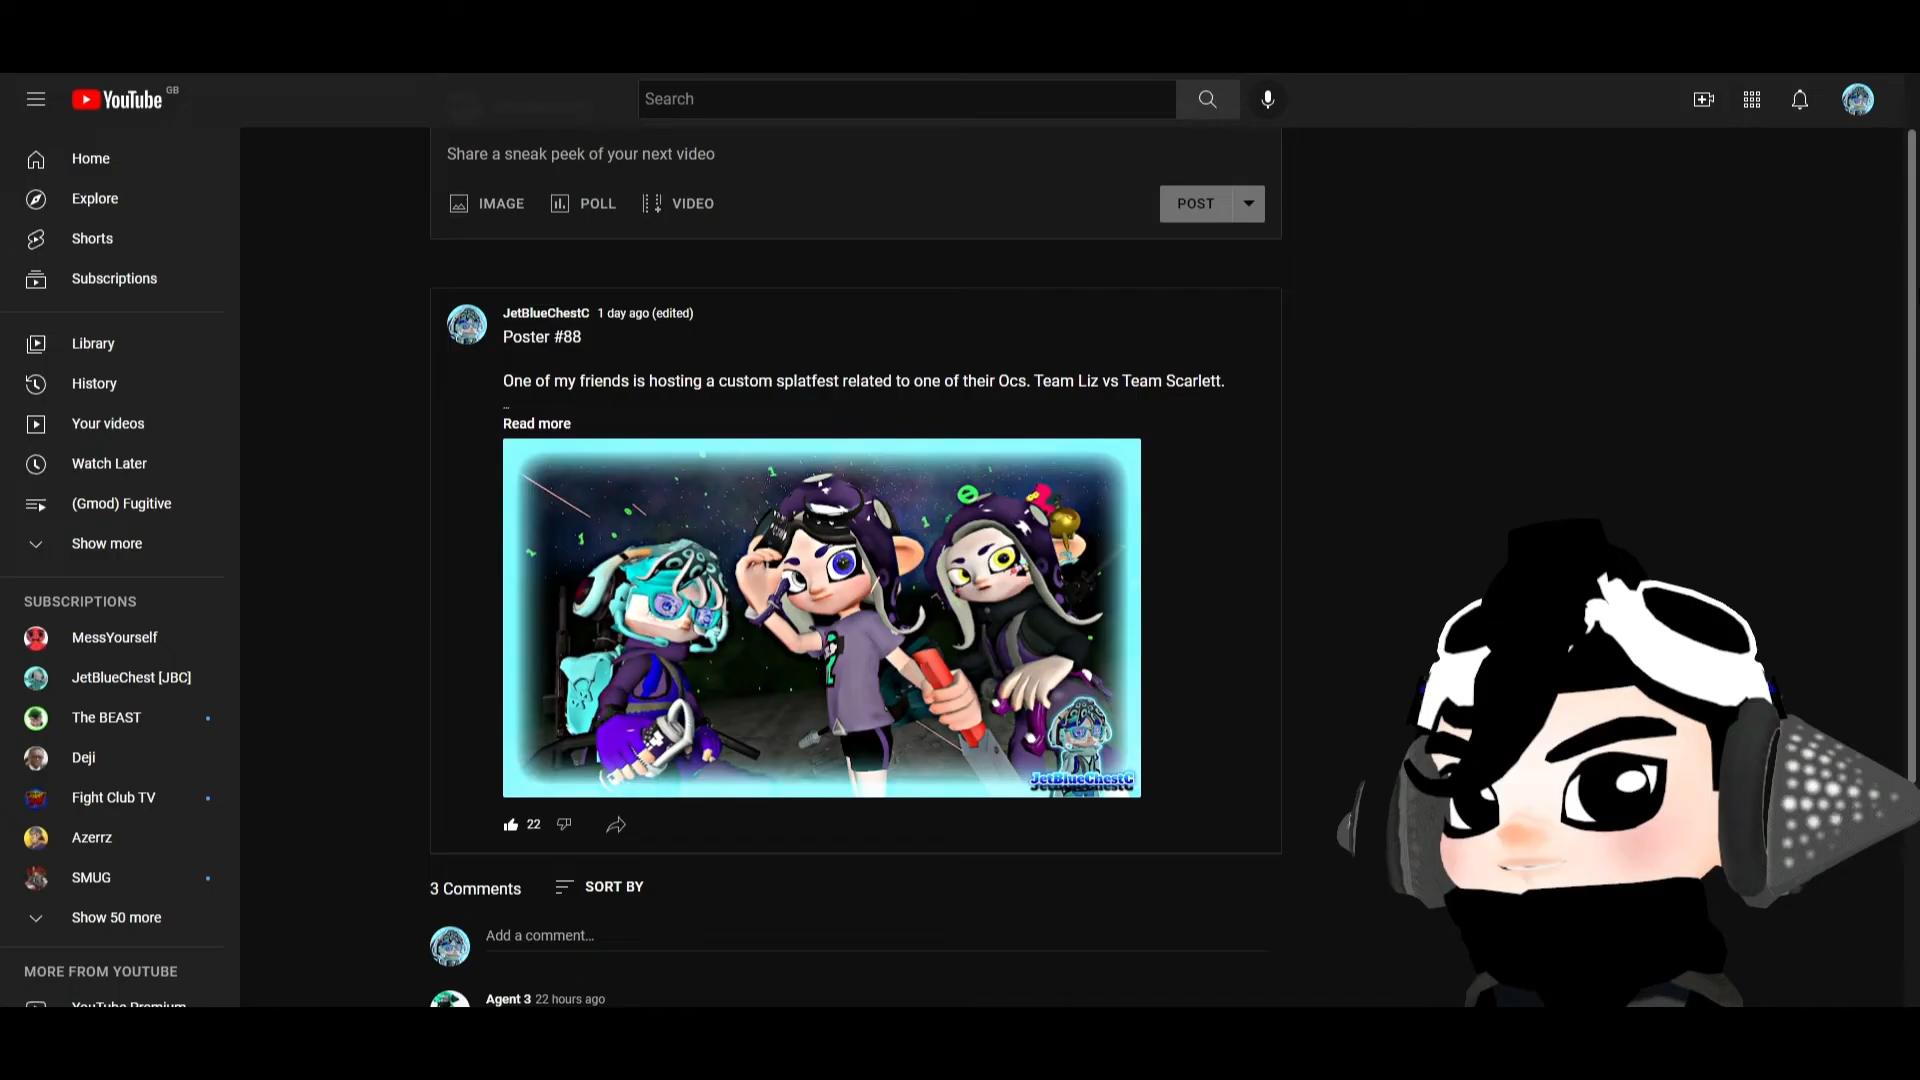 YouTube GB
Search
Home
Explore
Shorts
Subscriptions
Library
History
Your videos
Watch Later
(Gmod) Fugitive
Show more
SUBSCRIPTIONS
MessYourself
JetBlueChest [JBC]
The BEAST
Deji
Fight Club TV
Azerrz
SMUG
Show 50 more
MORE FROM YOUTUBE
YouTube Premium
Share a sneak peek of your next video
IMAGE POLL VIDEO POST
JetBlueChestC 1 day ago (edited)
Poster #88
One of my friends is hosting a custom splatfest related to one of their Ocs. Team Liz vs Team Scarlett.
...
Read more
JetBlueChestC
22
3 Comments SORT BY
Add a comment...
Agent 3 22 hours ago